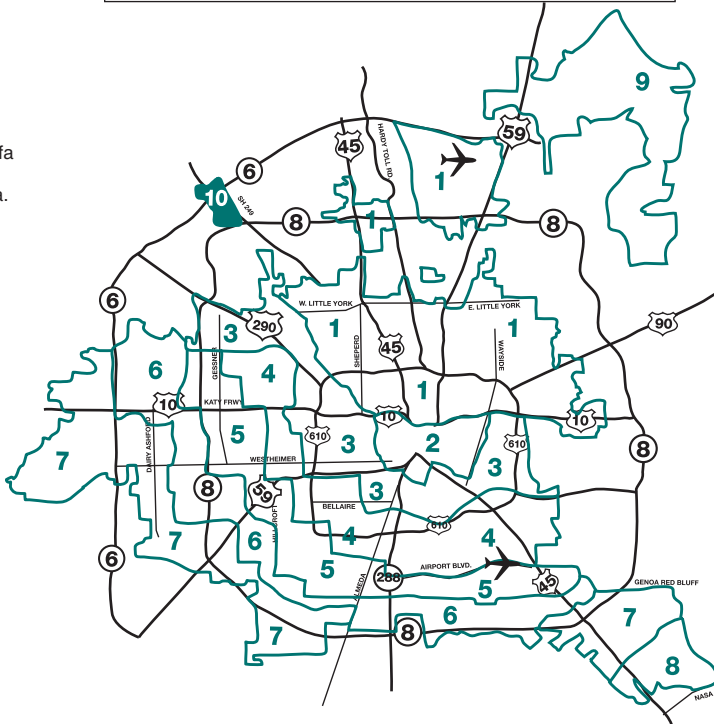 9
fa
a.
45
HARDY TOLL RD
59
6
1
10
SH 249
8
1
8
6
W. LITTLE YORK
E. LITTLE YORK
3
290
1
1
90
GESSNER
SHEPERD
45
WAYSIDE
6
4
1
10
KATY FRWY
10
10
5
610
3
2
610
7
DAIRY ASHFORD
WESTHEIMER
3
8
8
59
3
BELLAIRE
610
7
6
4
4
6
5
AIRPORT BLVD.
288
5
45
GENOA RED BLUFF
ALMEDA
6
7
7
8
8
NASA